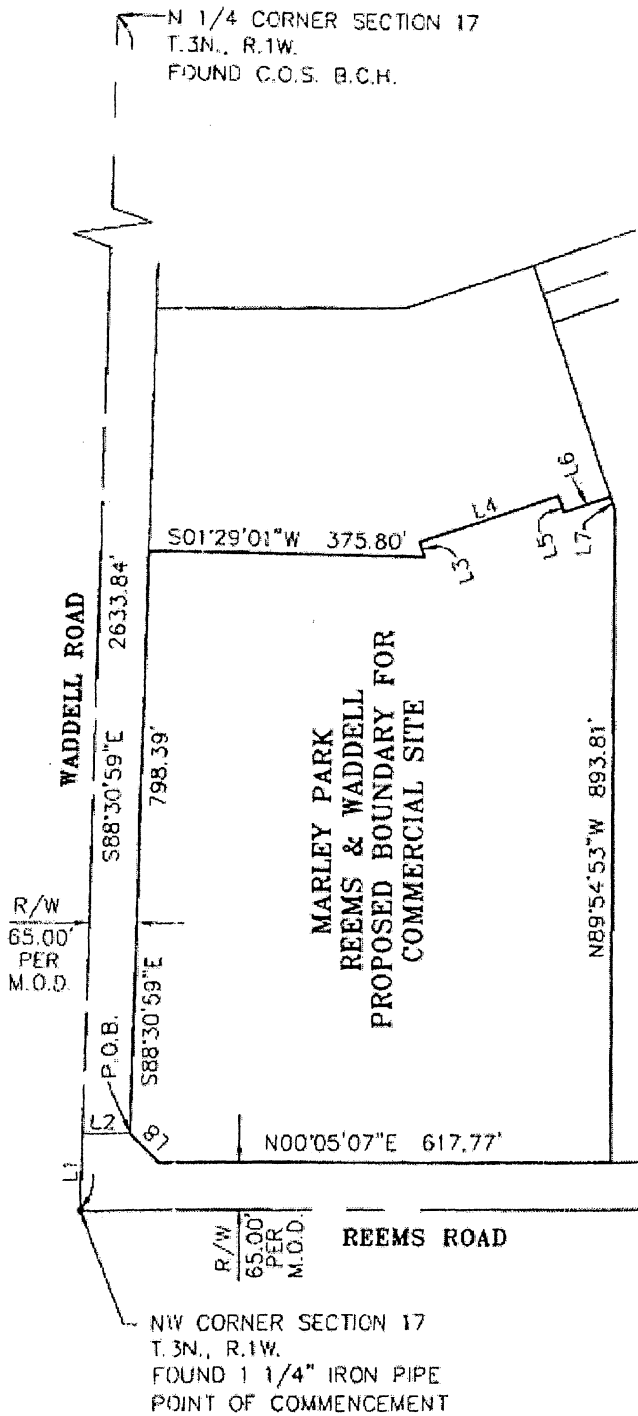 N 1/4 CORNER SECTION 17
T.3N., R.1W.
FOUND C.O.S. B.C.H.
WADDELL ROAD
S88°30'59"E 2633.84'
798.39'
S88°30'59"E
R/W
65.00'
PER
M.O.D.
P.O.B.
L1
L2
L8
S01°29'01"W 375.80'
L3
L4
L5
L6
L7
MARLEY PARK
REEMS & WADDELL
PROPOSED BOUNDARY FOR
COMMERCIAL SITE
N89°54'53"W 893.81'
N00°05'07"E 617.77'
R/W
65.00'
PER
M.O.D.
REEMS ROAD
NW CORNER SECTION 17
T.3N., R.1W.
FOUND 1 1/4" IRON PIPE
POINT OF COMMENCEMENT